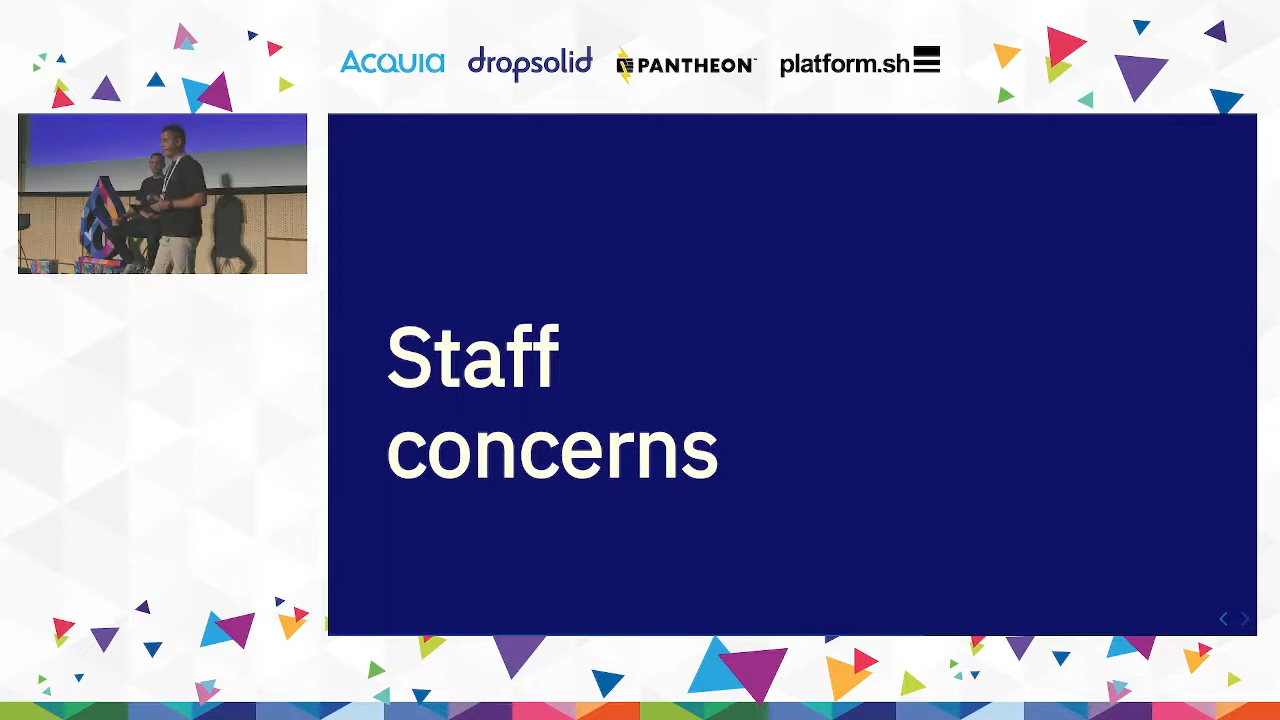 Acquia
dropsolid
PANTHEON
platform.sh
Staff
concerns